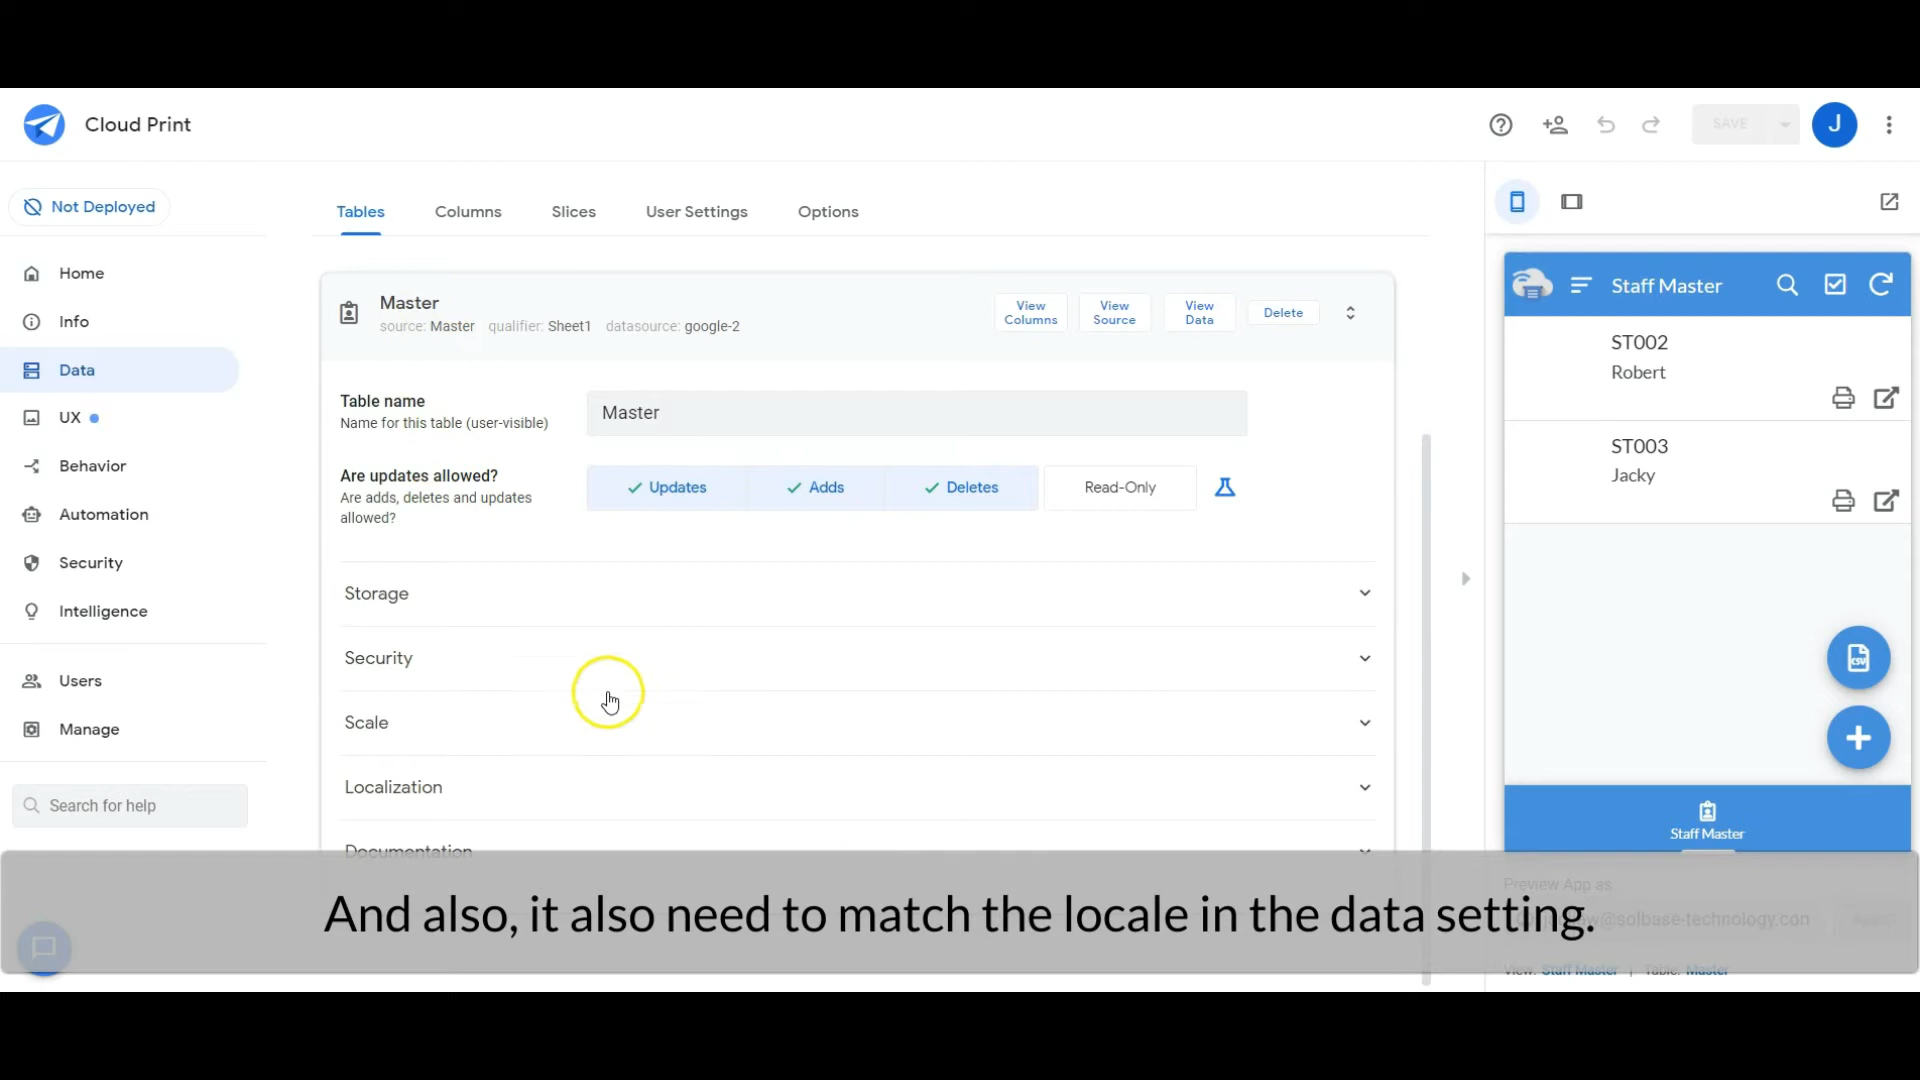 Cloud Print
SAVE
J
Not Deployed
Home
Info
Data
UX
Behavior
Automation
Security
Intelligence
Users
Manage
Search for help
Tables
Columns
Slices
User Settings
Options
Master
source: Master qualifier: Sheet1 datasource: google-2
View Columns
View Source
View Data
Delete
Table name
Name for this table (user-visible)
Master
Are updates allowed?
Are adds, deletes and updates
allowed?
Updates
Adds
Deletes
Read-Only
Storage
Security
Scale
Localization
Documentation
Staff Master
ST002
Robert
ST003
Jacky
CSV
Staff Master
Preview App as
@solbase-technology.con
View: Staff Master | Table: Master
And also, it also need to match the locale in the data setting.